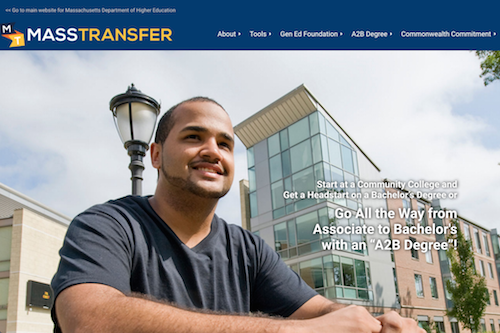 << Go to main website for Massachusetts Department of Higher Education
M
T
MASSTRANSFER
About Tools Gen Ed Foundation A2B Degree Commonwealth Commitment
Start at a Community College and
Get a Headstart on a Bachelor's Degree or
Go All the Way from
Associate to Bachelor's
with an "A2B Degree"!